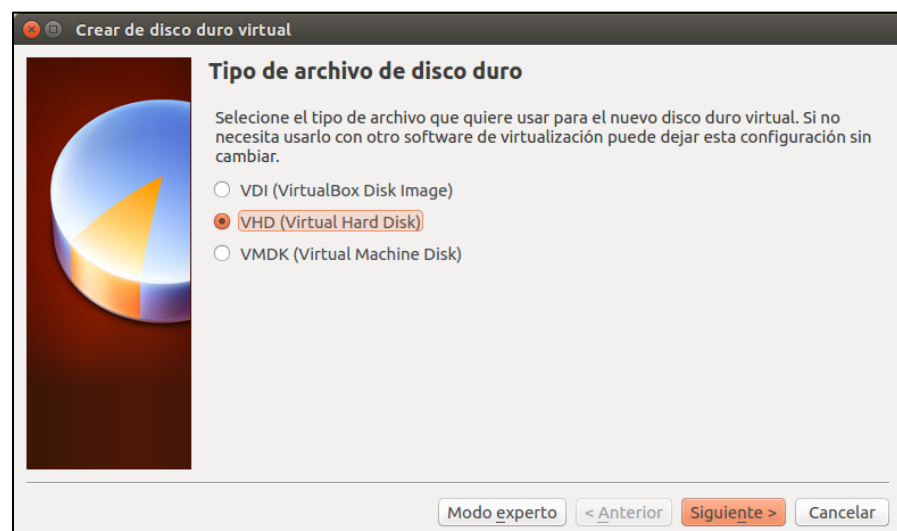 Crear de disco duro virtual
Tipo de archivo de disco duro
Selecione el tipo de archivo que quiere usar para el nuevo disco duro virtual. Si no
necesita usarlo con otro software de virtualización puede dejar esta configuración sin
cambiar.
VDI (VirtualBox Disk Image)
VHD (Virtual Hard Disk)
VMDK (Virtual Machine Disk)
Modo experto
< Anterior
Siguiente >
Cancelar